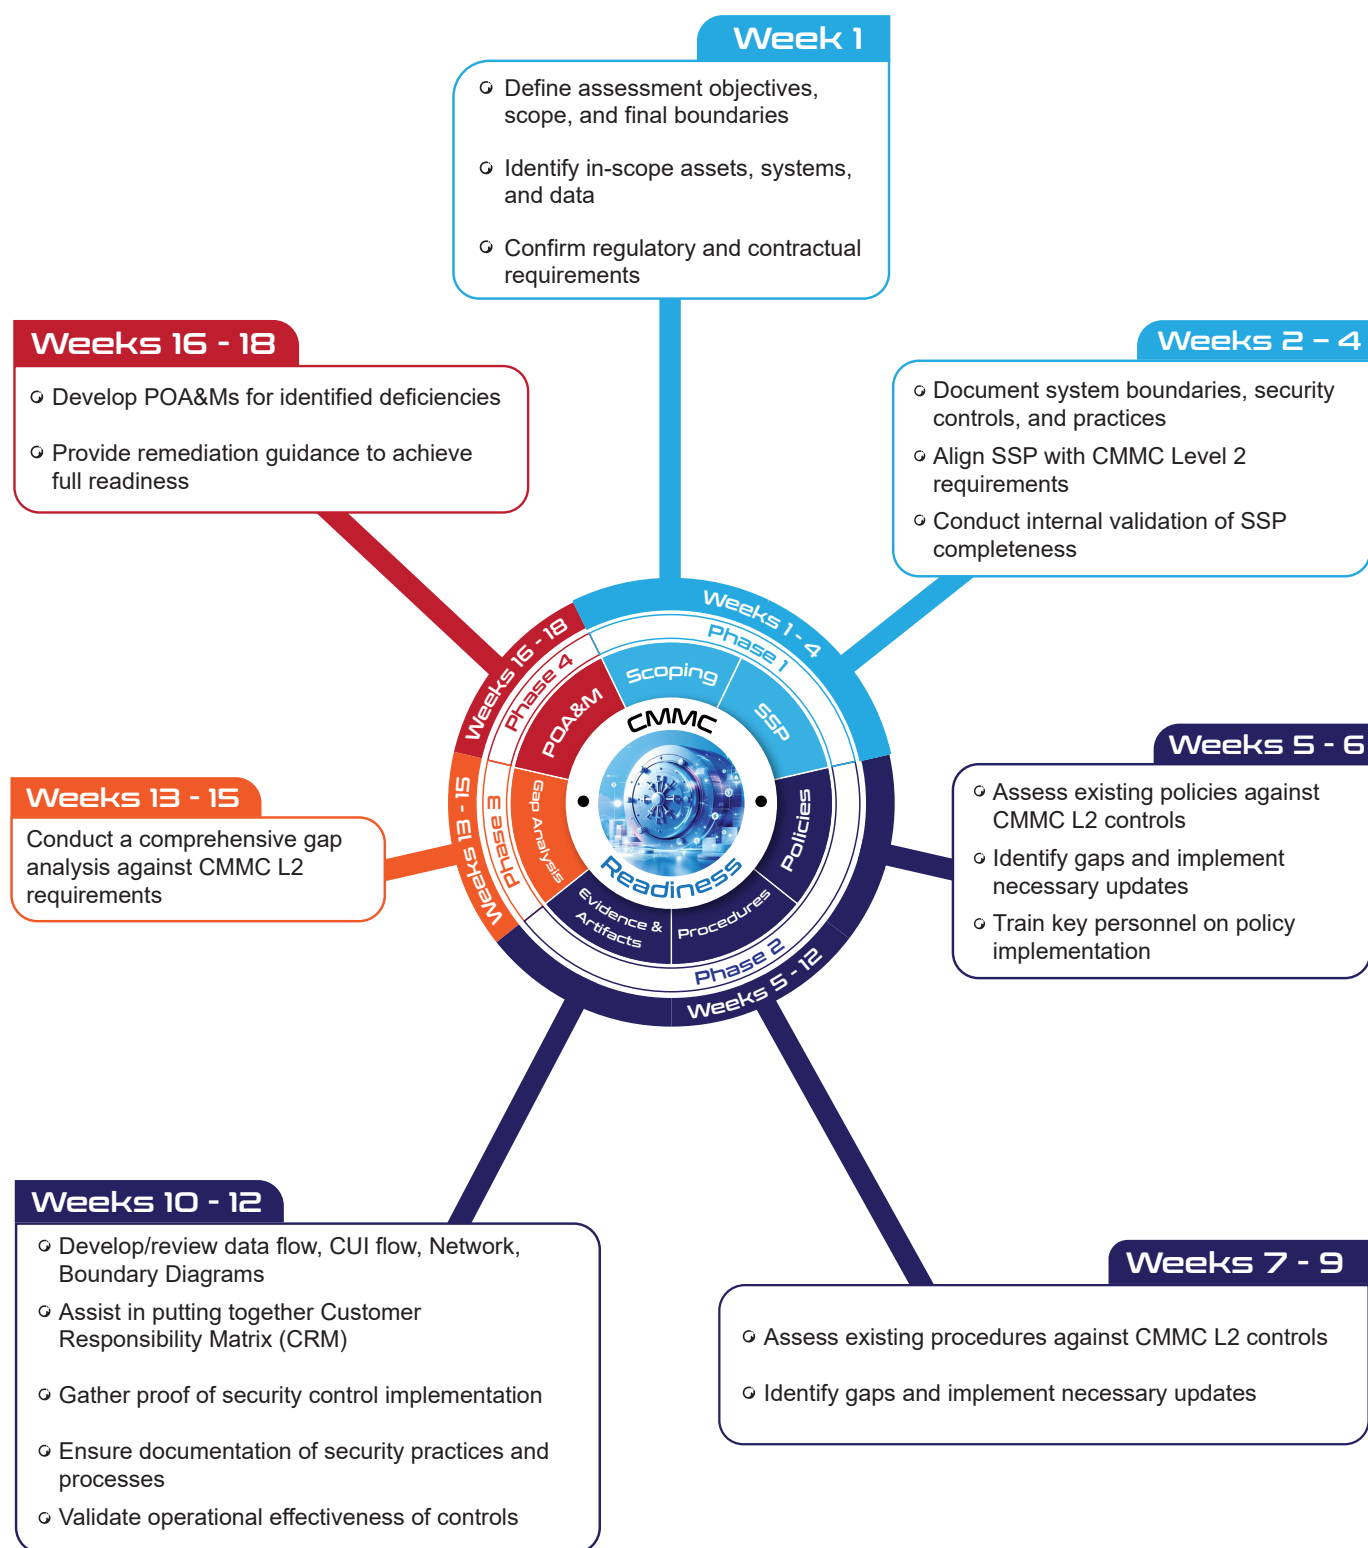 Week 1
Define assessment objectives,
scope, and final boundaries
Identify in-scope assets, systems,
and data
Confirm regulatory and contractual
requirements
Weeks 2 – 4
Document system boundaries, security
controls, and practices
Align SSP with CMMC Level 2
requirements
Conduct internal validation of SSP
completeness
Weeks 5 - 6
Assess existing policies against
CMMC L2 controls
Identify gaps and implement
necessary updates
Train key personnel on policy
implementation
Weeks 7 - 9
Assess existing procedures against CMMC L2 controls
Identify gaps and implement necessary updates
Weeks 10 - 12
Develop/review data flow, CUI flow, Network,
Boundary Diagrams
Assist in putting together Customer
Responsibility Matrix (CRM)
Gather proof of security control implementation
Ensure documentation of security practices and
processes
Validate operational effectiveness of controls
Weeks 13 - 15
Conduct a comprehensive gap
analysis against CMMC L2
requirements
Weeks 16 - 18
Develop POA&Ms for identified deficiencies
Provide remediation guidance to achieve
full readiness
Weeks 1 - 4
Phase 1
Scoping
SSP
Weeks 5 - 12
Phase 2
Policies
Procedures
Evidence &
Artifacts
Weeks 13 - 15
Phase 3
Gap Analysis
Weeks 16 - 18
Phase 4
POA&M
CMMC
Readiness